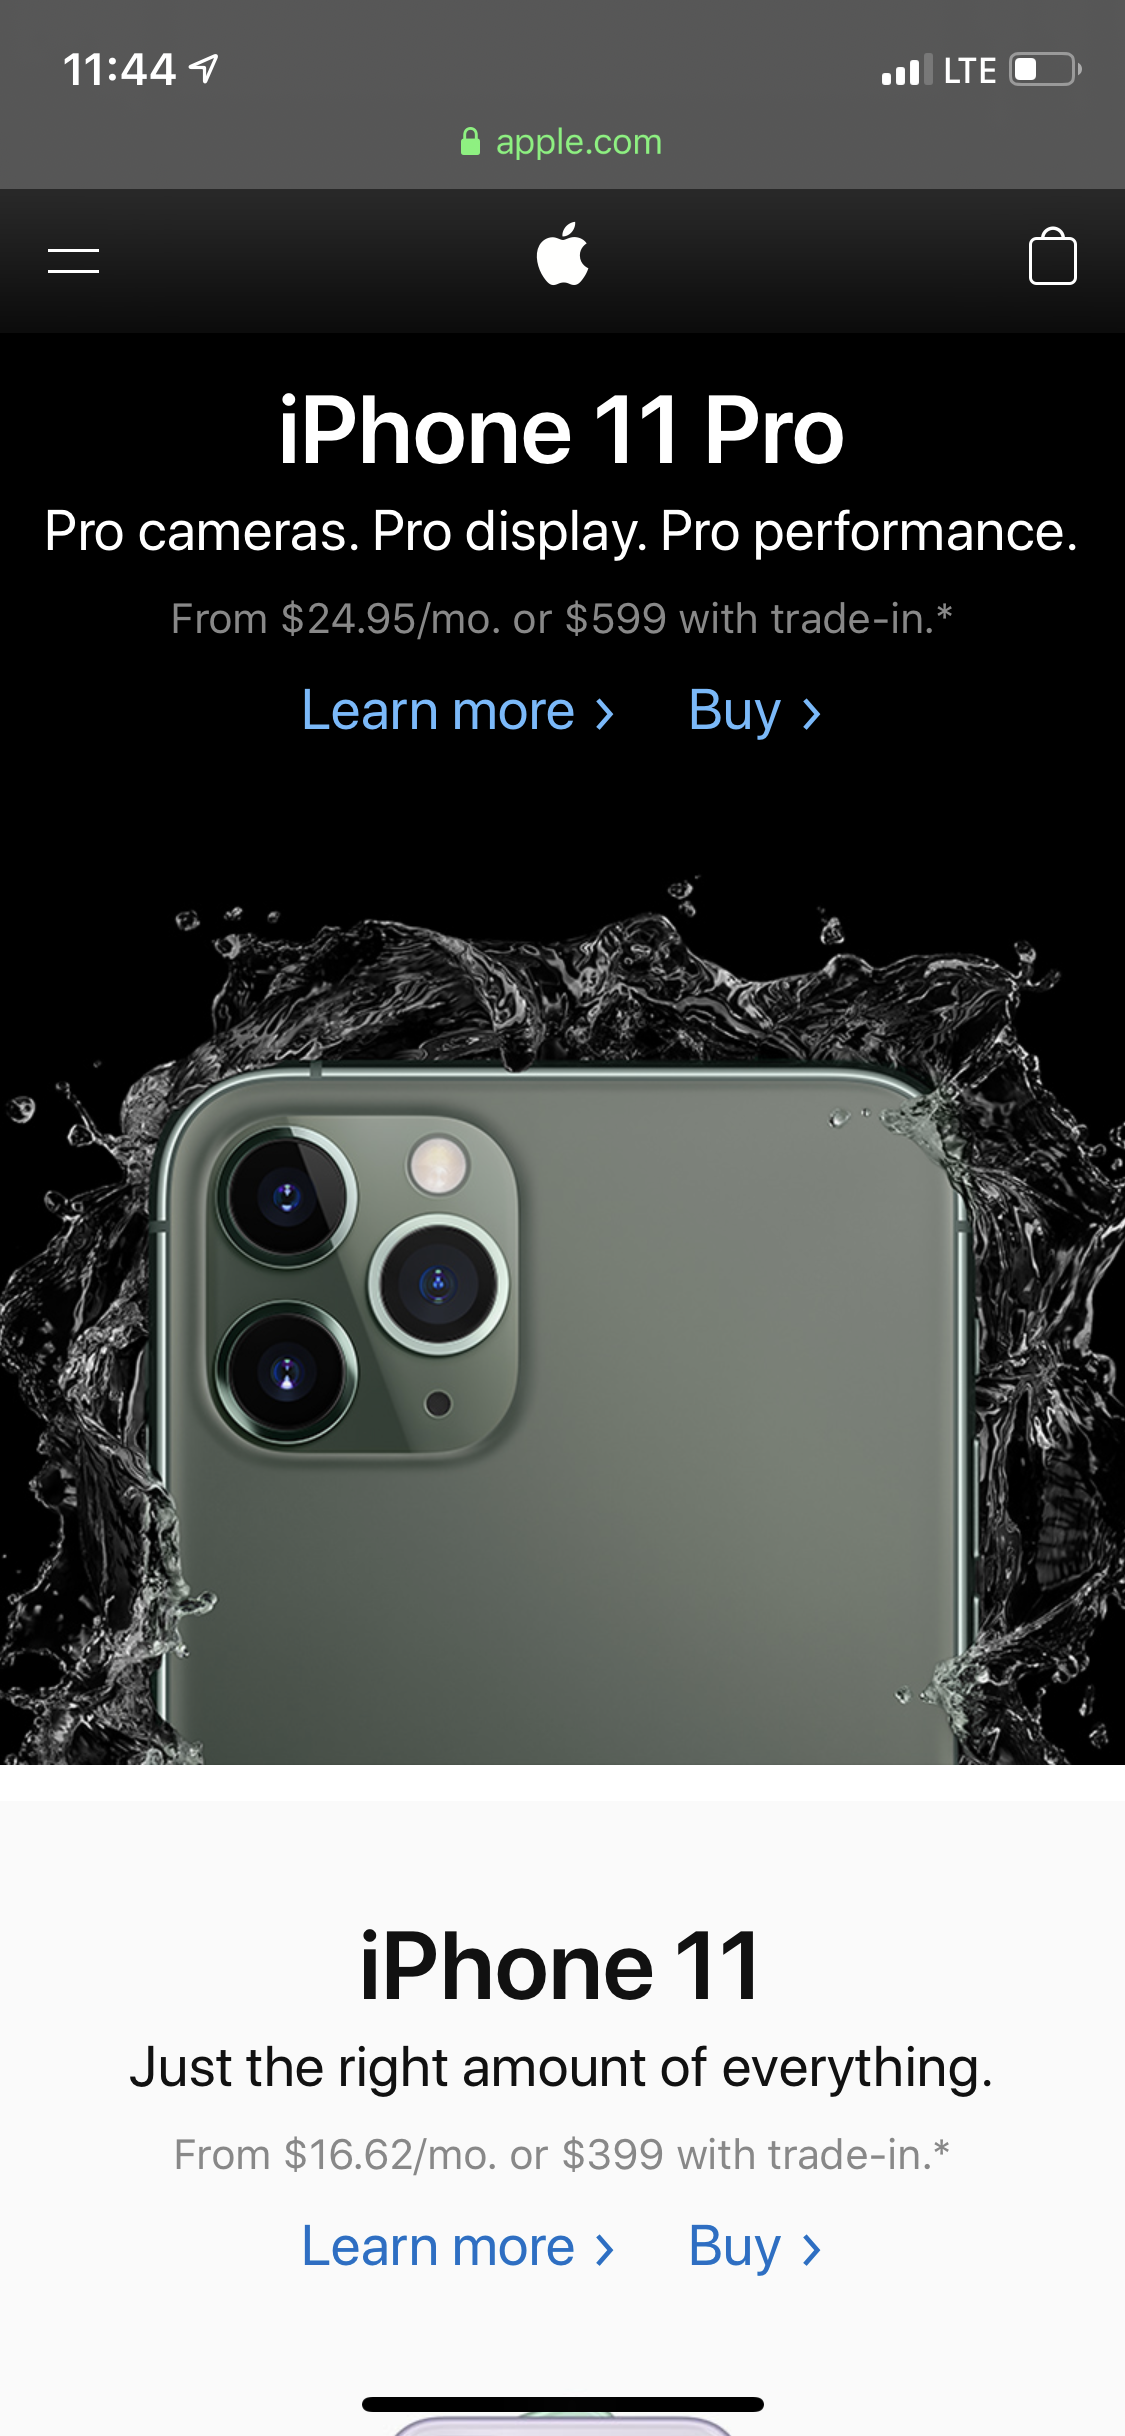 11:44 LTE
apple.com
iPhone 11 Pro
Pro cameras. Pro display. Pro performance.
From $24.95/mo. or $599 with trade-in.*
Learn more > Buy >
iPhone 11
Just the right amount of everything.
From $16.62/mo. or $399 with trade-in.*
Learn more > Buy >